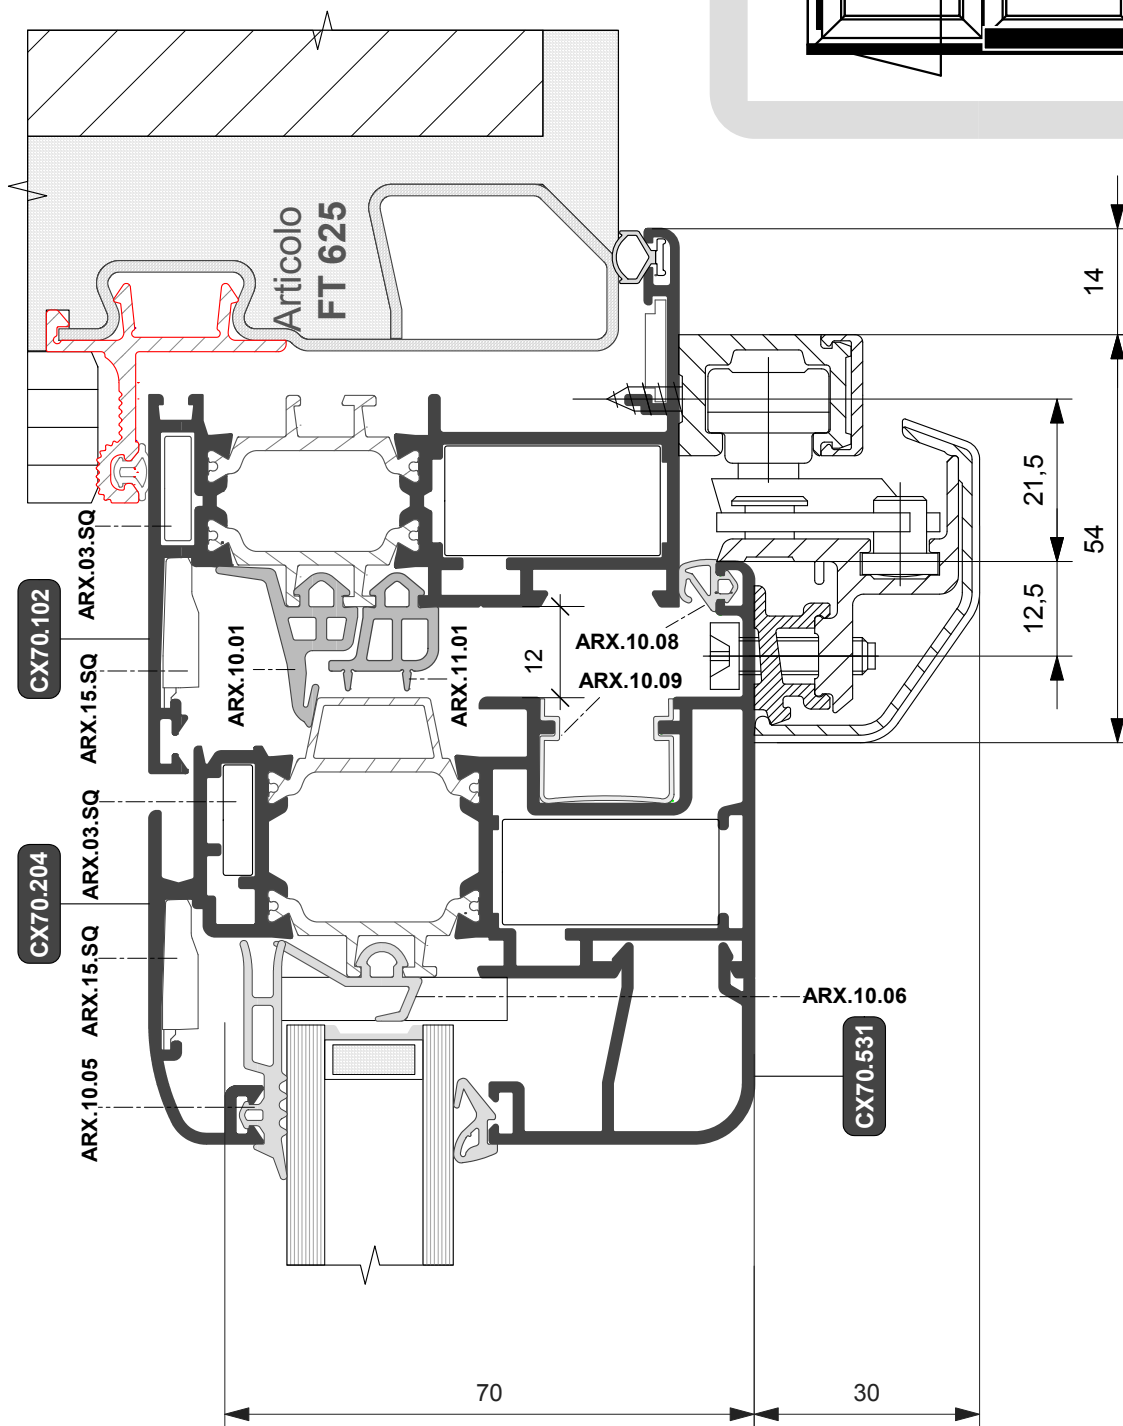 Articolo
FT 625
14
21,5
54
12,5
ARX.03.SQ
CX70.102
ARX.15.SQ
ARX.10.01
ARX.11.01
12
ARX.10.08
ARX.10.09
ARX.03.SQ
CX70.204
ARX.15.SQ
ARX.10.05
ARX.10.06
CX70.531
70
30